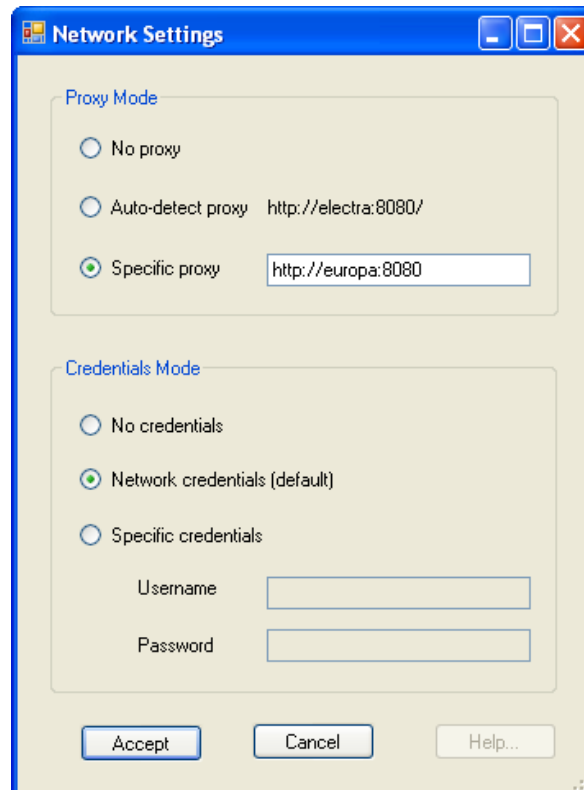 Network Settings
Proxy Mode
No proxy
Auto-detect proxy http://electra:8080/
Specific proxy http://europa:8080
Credentials Mode
No credentials
Network credentials (default)
Specific credentials
Username
Password
Accept Cancel Help...